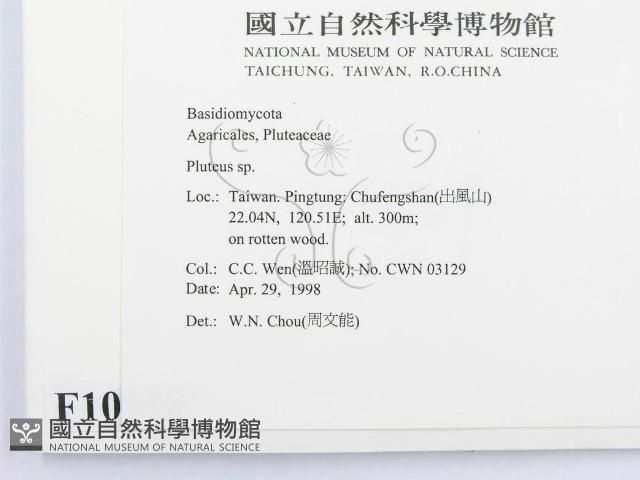 國立自然科學博物館
NATIONAL MUSEUM OF NATURAL SCIENCE
TAICHUNG, TAIWAN, R.O.CHINA
Basidiomycota
Agaricales, Pluteaceae
Pluteus sp.
Loc.: Taiwan. Pingtung: Chufengshan(出風山)
22.04N, 120.51E; alt. 300m;
on rotten wood.
Col.: C.C. Wen(溫昭誠); No. CWN 03129
Date: Apr. 29, 1998
Det.: W.N. Chou(周文能)
F10
國立自然科學博物館
NATIONAL MUSEUM OF NATURAL SCIENCE